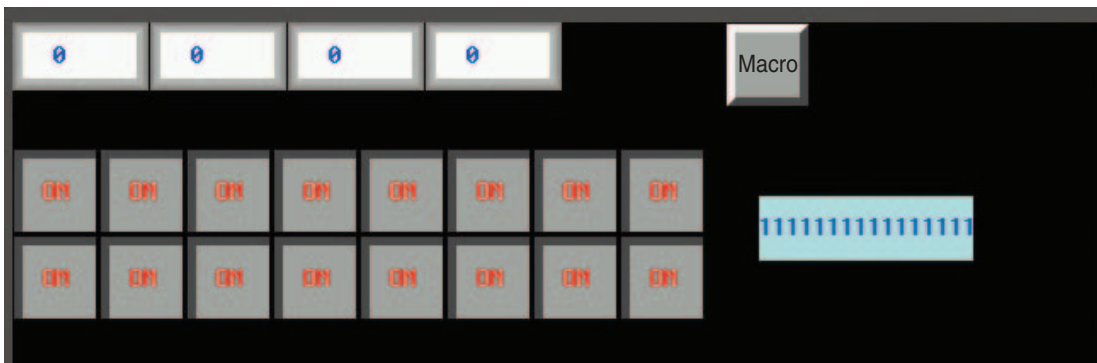 0 0 0 0 Macro
ON ON ON ON ON ON ON ON
1111111111111111
ON ON ON ON ON ON ON ON